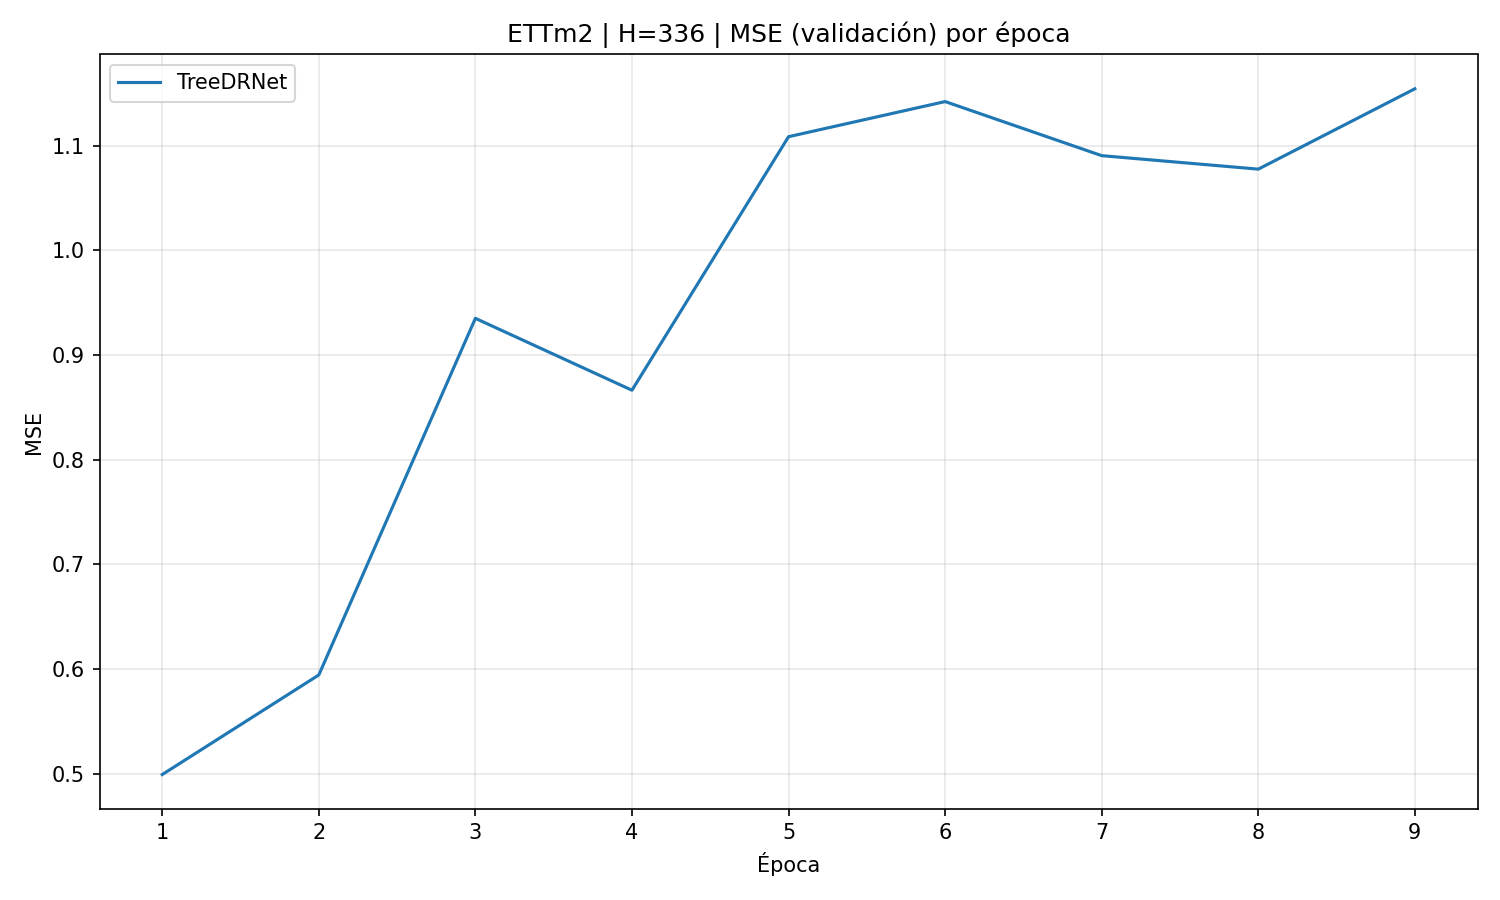 ETTm2 | H=336 | MSE (validación) por época
TreeDRNet
1.1
1.0
0.9
0.8
0.7
0.6
0.5
MSE
1 2 3 4 5 6 7 8 9
Época